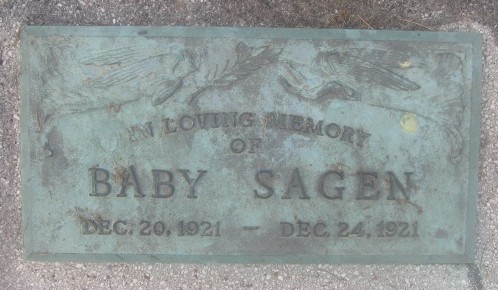 IN LOVING MEMORY
OF
BABY SAGEN
DEC. 20, 1921 - DEC. 24, 1921